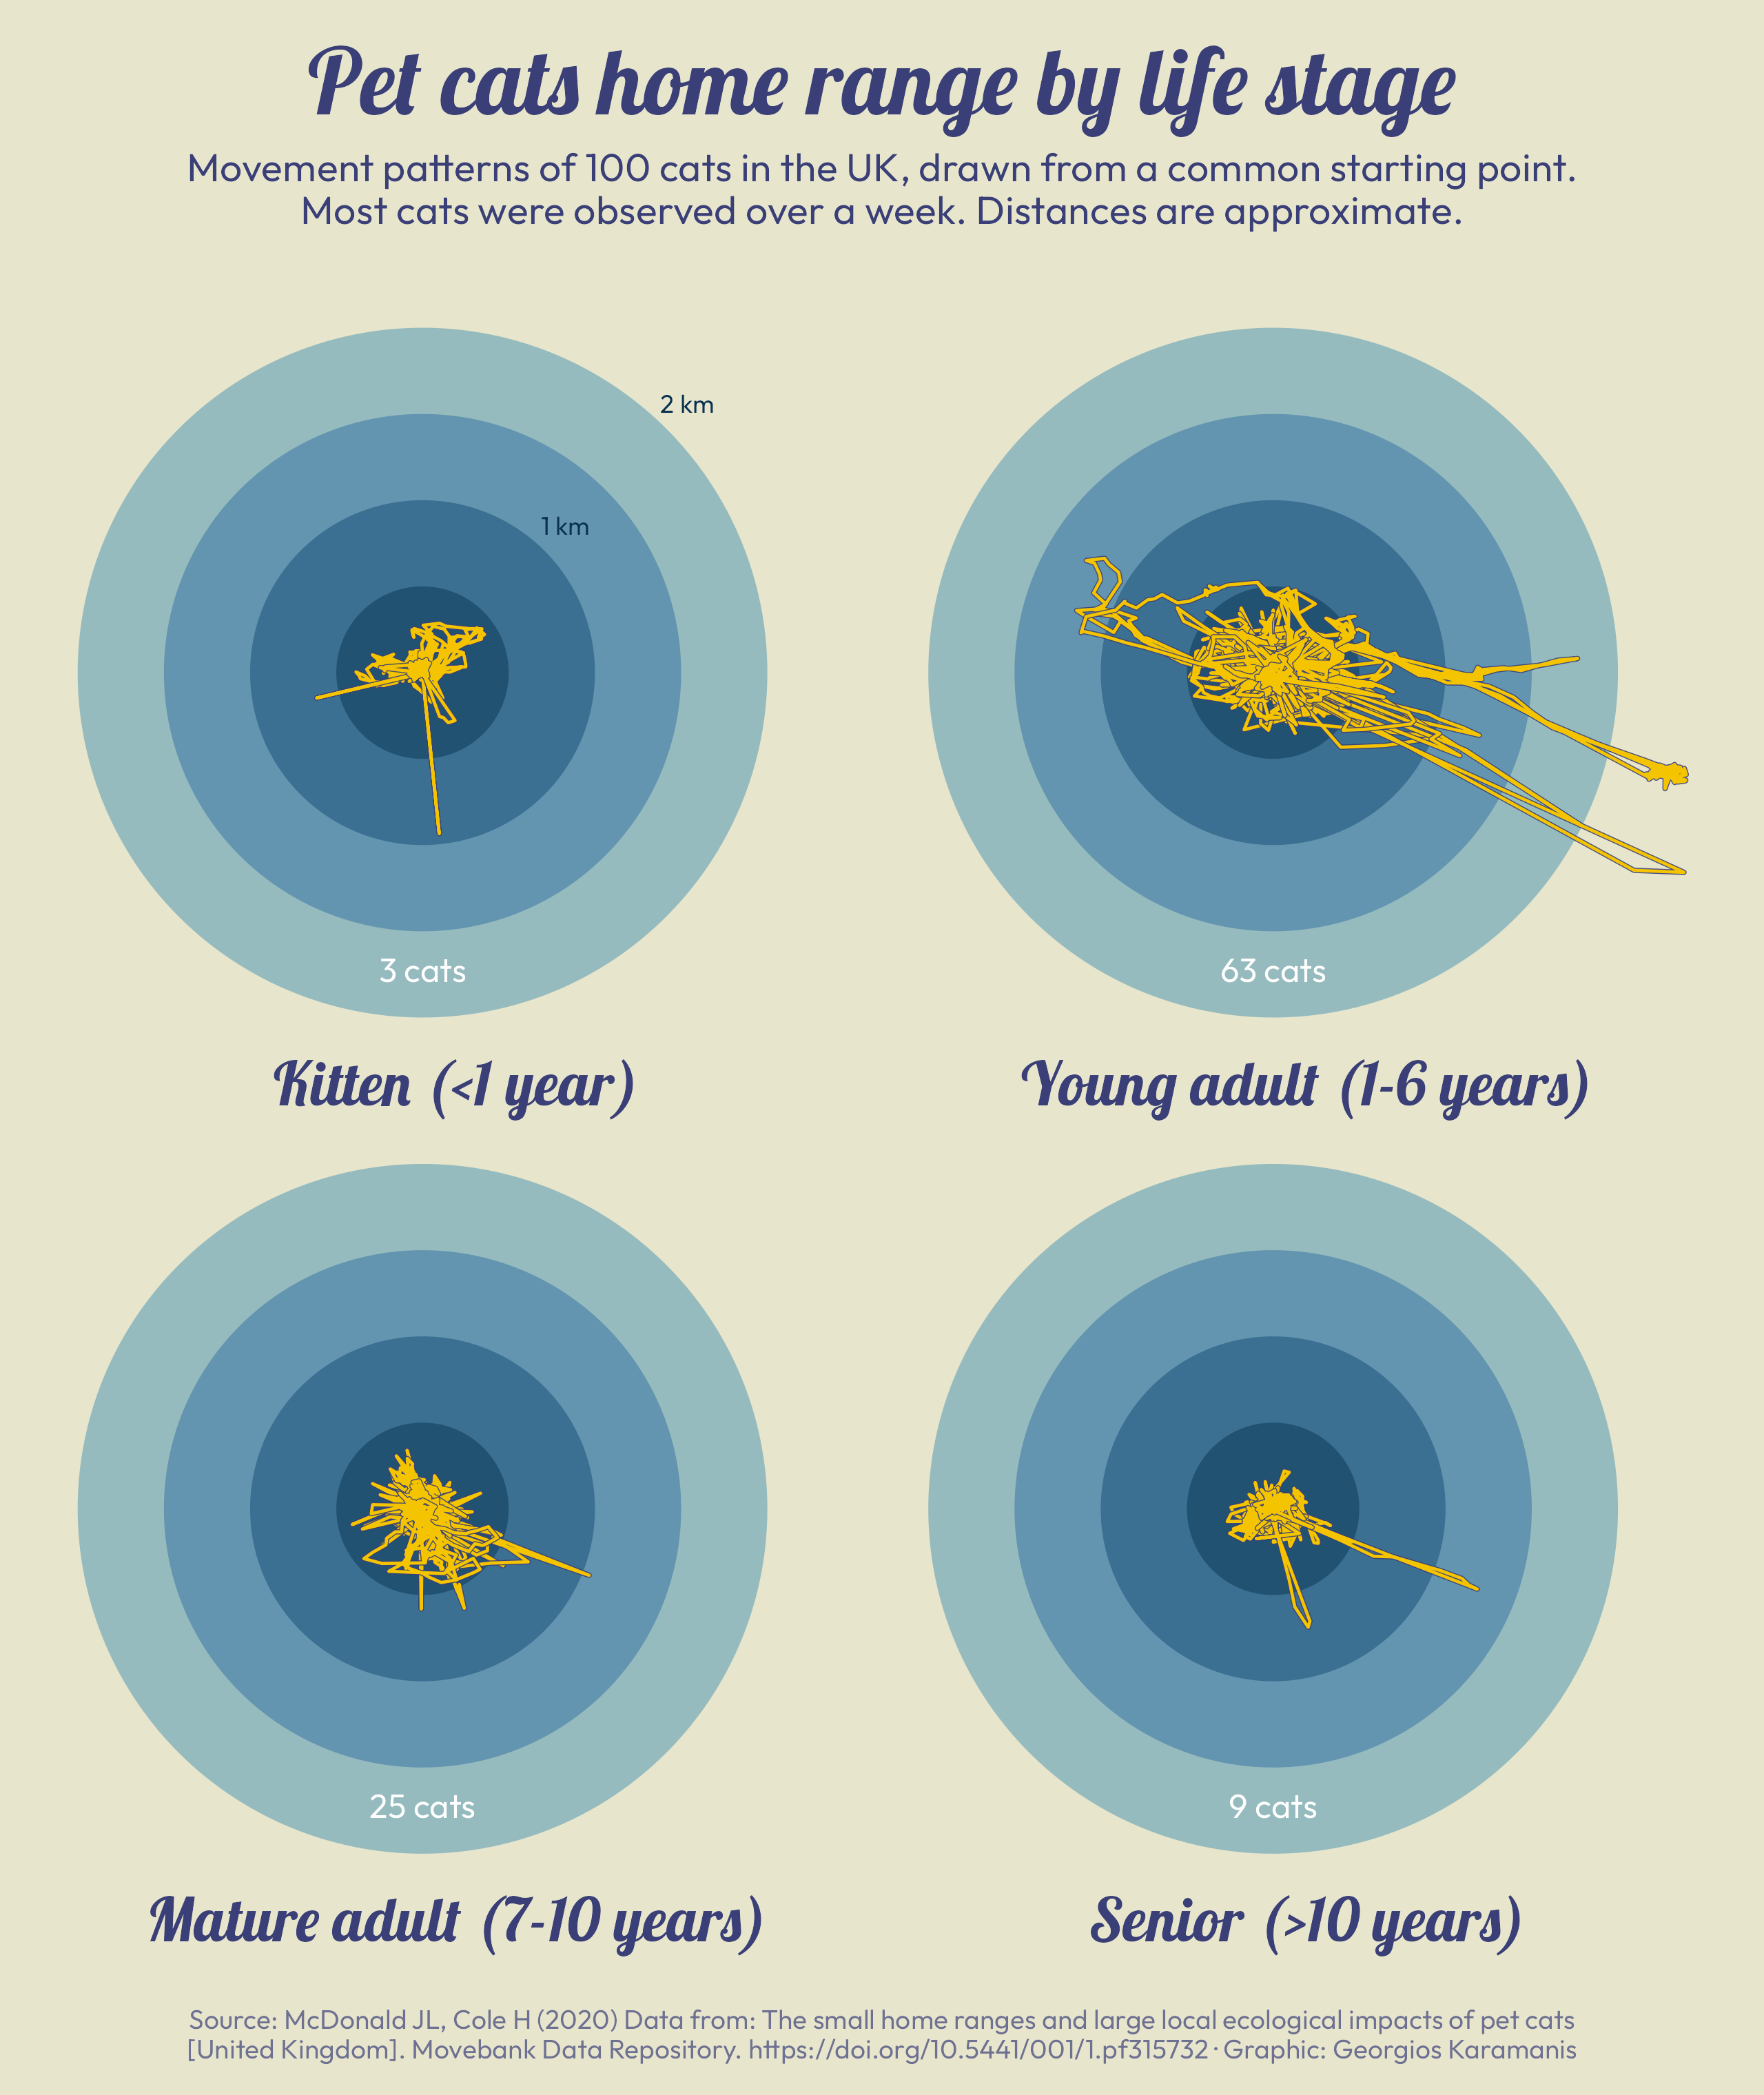 Pet cats home range by life stage
Movement patterns of 100 cats in the UK, drawn from a common starting point.
Most cats were observed over a week. Distances are approximate.
2 km
1 km
3 cats
63 cats
Kitten (<1 year)
Young adult (1-6 years)
25 cats
9 cats
Mature adult (7-10 years)
Senior (>10 years)
Source: McDonald JL, Cole H (2020) Data from: The small home ranges and large local ecological impacts of pet cats
[United Kingdom]. Movebank Data Repository. https://doi.org/10.5441/001/1.pf315732 · Graphic: Georgios Karamanis